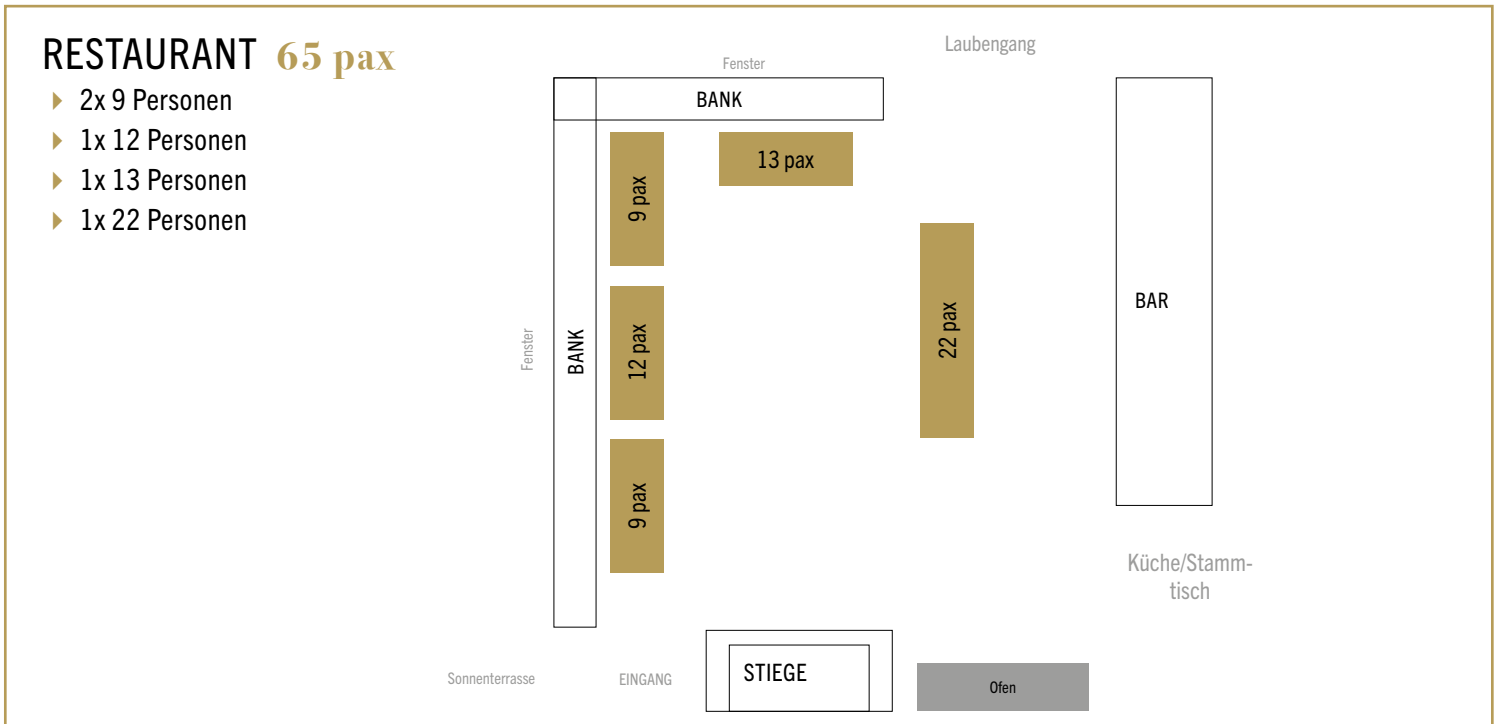 RESTAURANT 65 pax
2x 9 Personen
1x 12 Personen
1x 13 Personen
1x 22 Personen
Laubengang
Fenster
BANK
13 pax
9 pax
22 pax
BAR
Fenster
BANK
12 pax
9 pax
Küche/Stamm-
tisch
Sonnenterrasse
EINGANG
STIEGE
Ofen